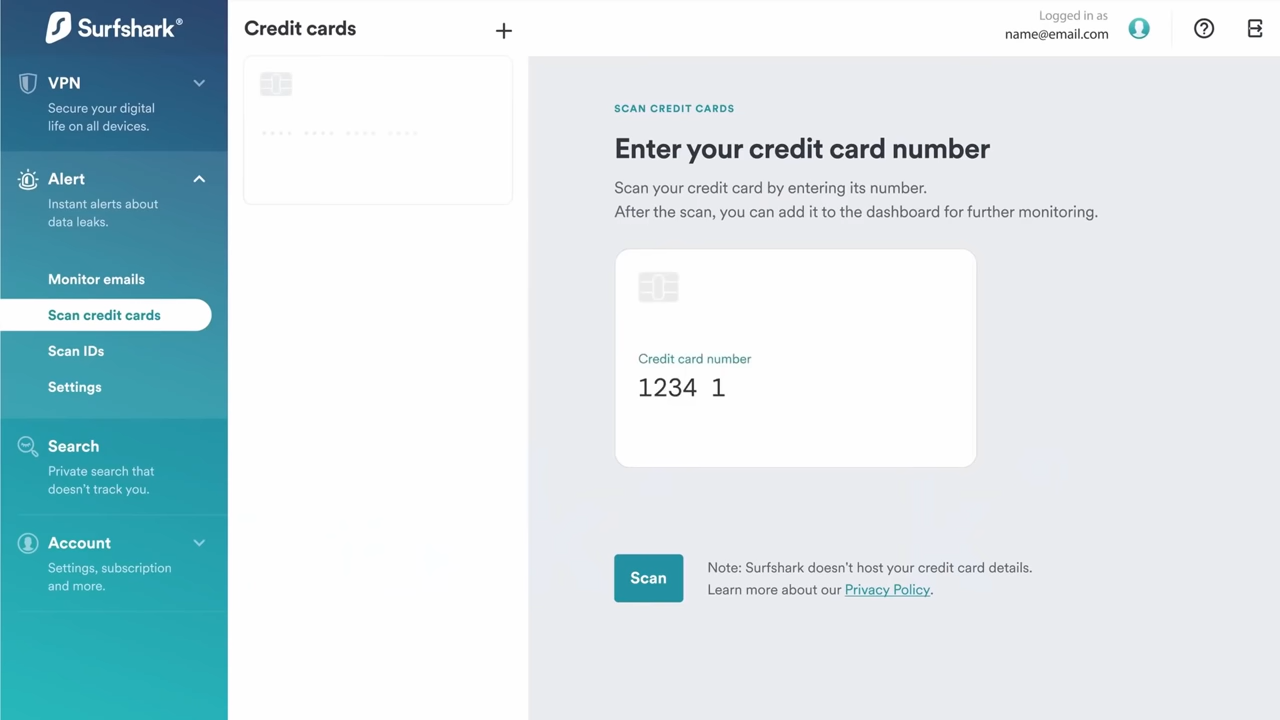 Surfshark®
VPN
Secure your digital
life on all devices.
Alert
Instant alerts about
data leaks.
Monitor emails
Scan credit cards
Scan IDs
Settings
Search
Private search that
doesn't track you.
Account
Settings, subscription
and more.
Credit cards
Logged in as
name@email.com
SCAN CREDIT CARDS
Enter your credit card number
Scan your credit card by entering its number.
After the scan, you can add it to the dashboard for further monitoring.
Credit card number
1234 1
Scan
Note: Surfshark doesn't host your credit card details.
Learn more about our Privacy Policy.